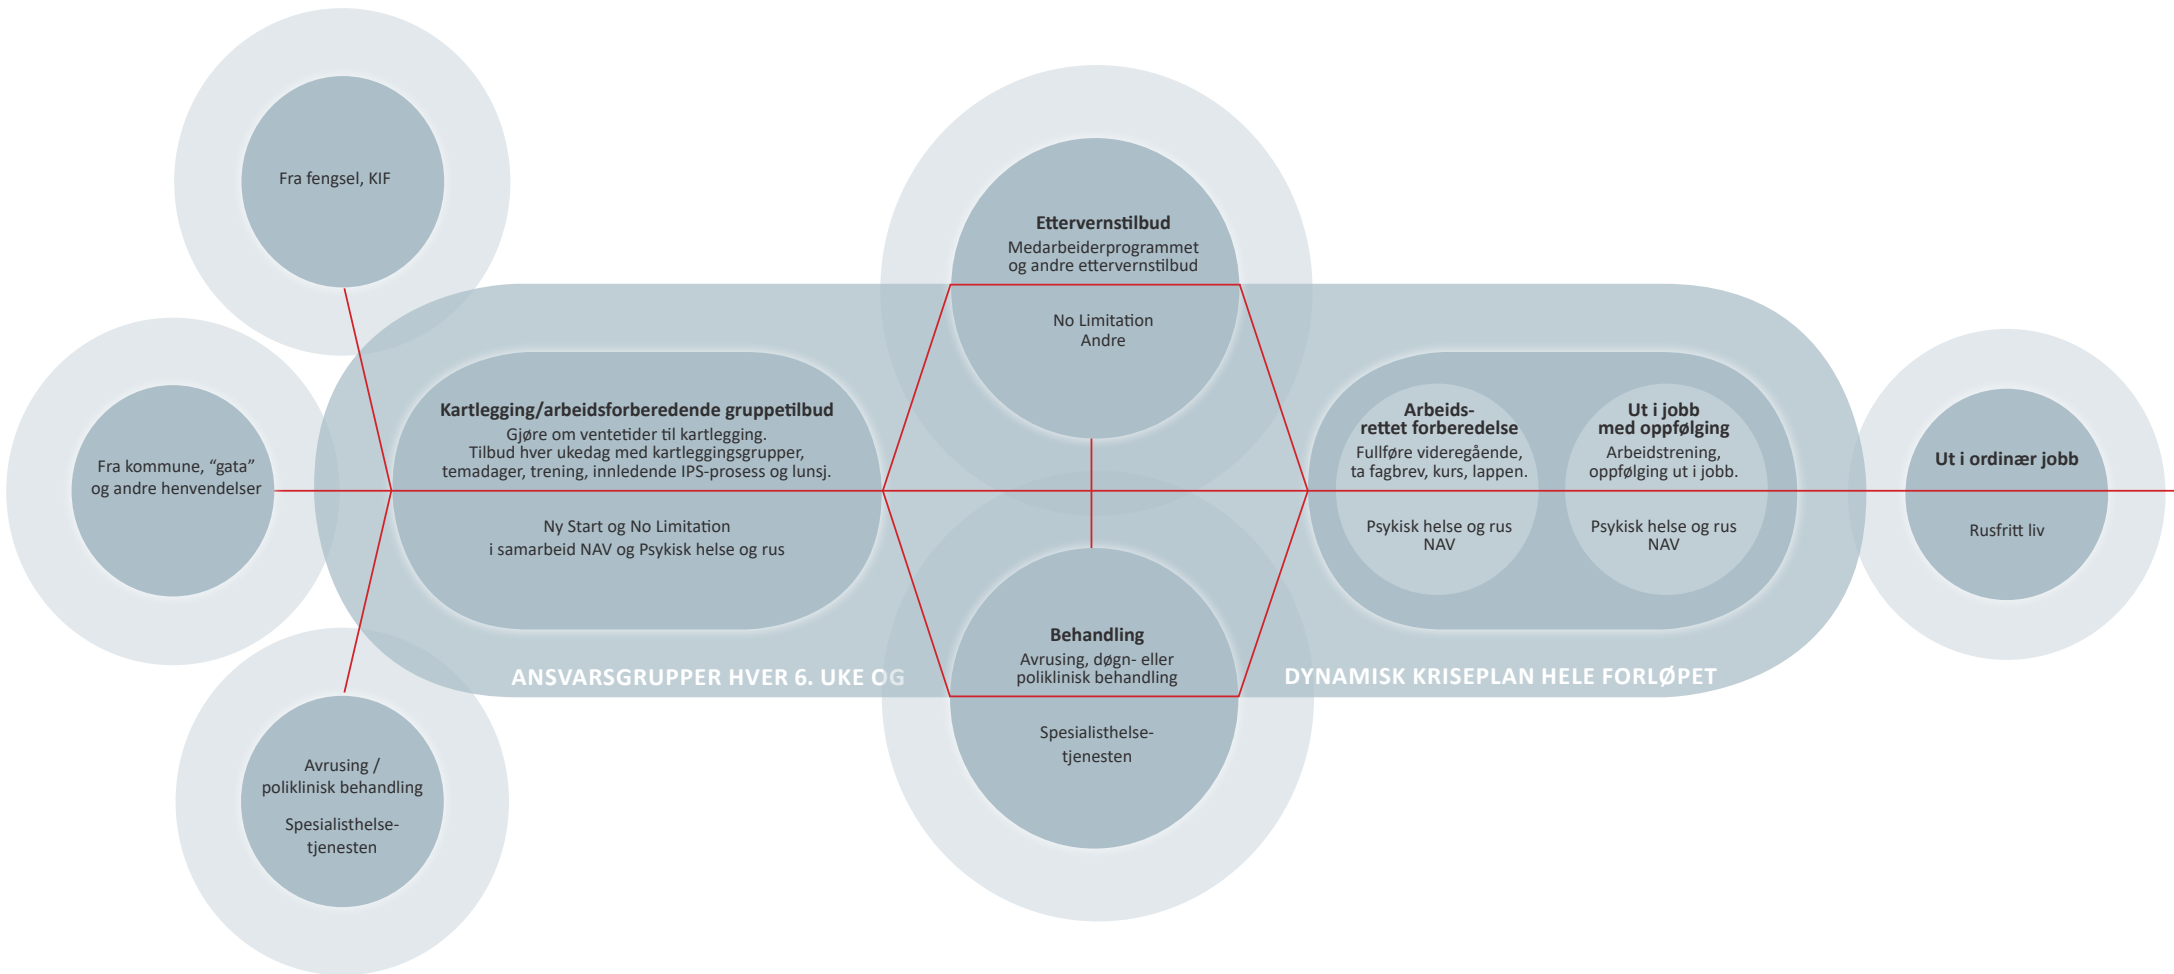 Fra fengsel, KIF
Fra kommune, “gata”
og andre henvendelser
Avrusing /
poliklinisk behandling
Spesialisthelse-
tjenesten
Kartlegging/arbeidsforberedende gruppetilbud
Gjøre om ventetider til kartlegging.
Tilbud hver ukedag med kartleggingsgrupper,
temadager, trening, innledende IPS-prosess og lunsj.
Ny Start og No Limitation
i samarbeid NAV og Psykisk helse og rus
Ettervernstilbud
Medarbeiderprogrammet
og andre ettervernstilbud
No Limitation
Andre
Behandling
Avrusing, døgn- eller
poliklinisk behandling
Spesialisthelse-
tjenesten
Arbeids-
rettet forberedelse
Fullføre videregående,
ta fagbrev, kurs, lappen.
Psykisk helse og rus
NAV
Ut i jobb
med oppfølging
Arbeidstrening,
oppfølging ut i jobb.
Psykisk helse og rus
NAV
Ut i ordinær jobb
Rusfritt liv
ANSVARSGRUPPER HVER 6. UKE OG
DYNAMISK KRISEPLAN HELE FORLØPET